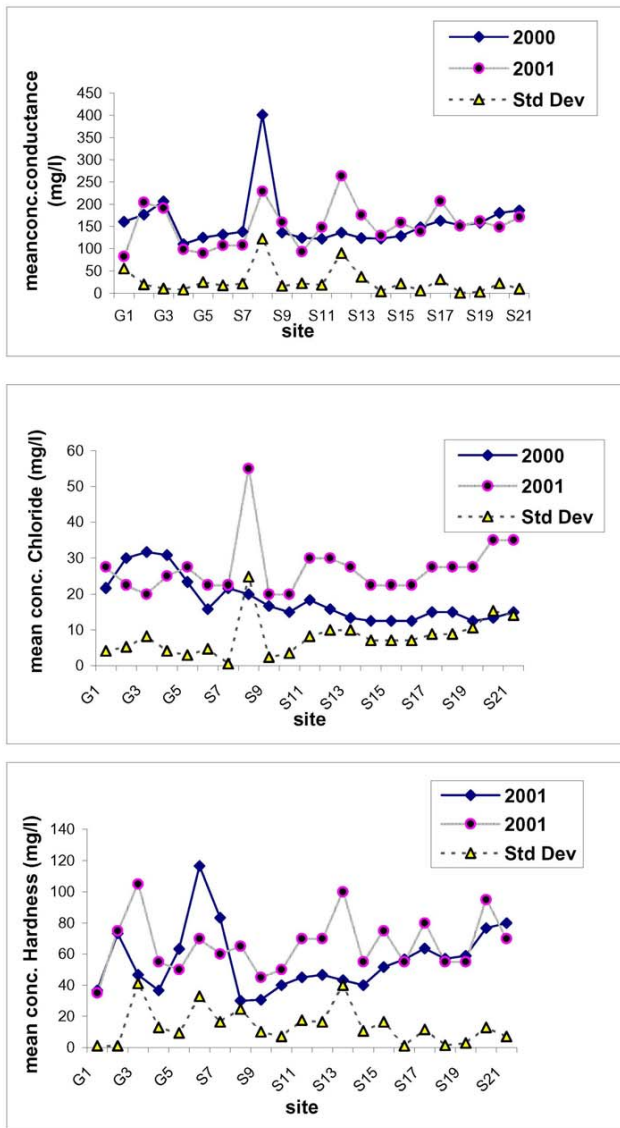 2000
2001
Std Dev
meanconc.conductance
(mg/l)
450
400
350
300
250
200
150
100
50
0
G1 G3 G5 S7 S9 S11 S13 S15 S17 S19 S21
site
2000
2001
Std Dev
mean conc. Chloride (mg/l)
60
50
40
30
20
10
0
G1 G3 G5 S7 S9 S11 S13 S15 S17 S19 S21
site
2001
2001
Std Dev
mean conc. Hardness (mg/l)
140
120
100
80
60
40
20
0
G1 G3 G5 S7 S9 S11 S13 S15 S17 S19 S21
site